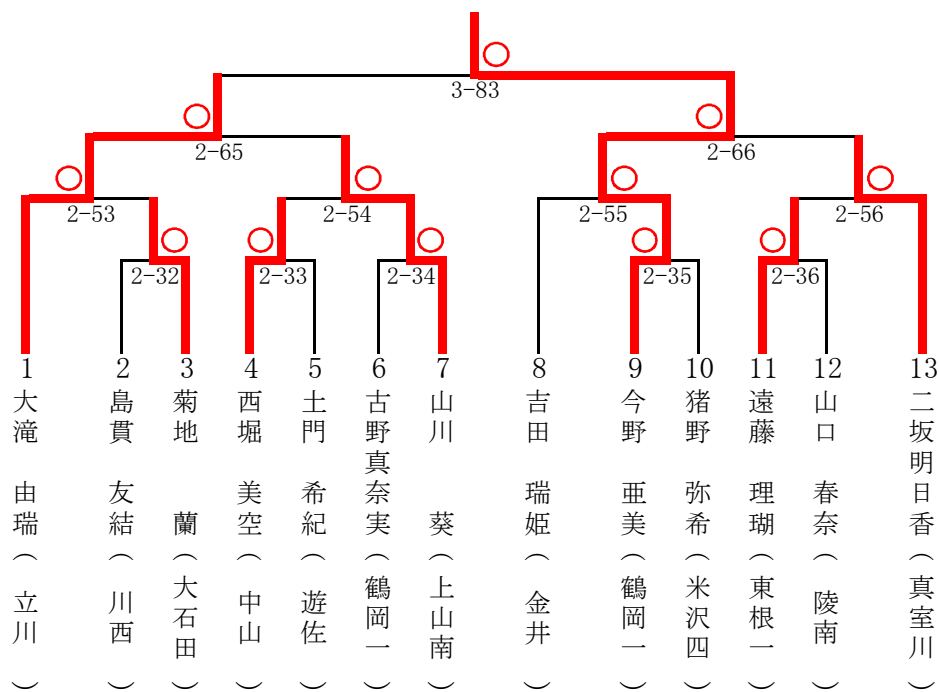 3-83
2-65
2-66
2-53
2-54
2-55
2-56
2-32
2-33
2-34
2-35
2-36
1
2
3
4
5
6
7
8
9
10
11
12
13
大滝 由瑞（立川）
島貫 友結（川西）
菊地 蘭（大石田）
西堀 美空（中山）
土門 希紀（遊佐）
古野真奈実（鶴岡一）
山川 葵（上山南）
吉田 瑞姫（金井）
今野 亜美（鶴岡一）
猪野 弥希（米沢四）
遠藤 理瑚（東根一）
山口 春奈（陵南）
二坂明日香（真室川）